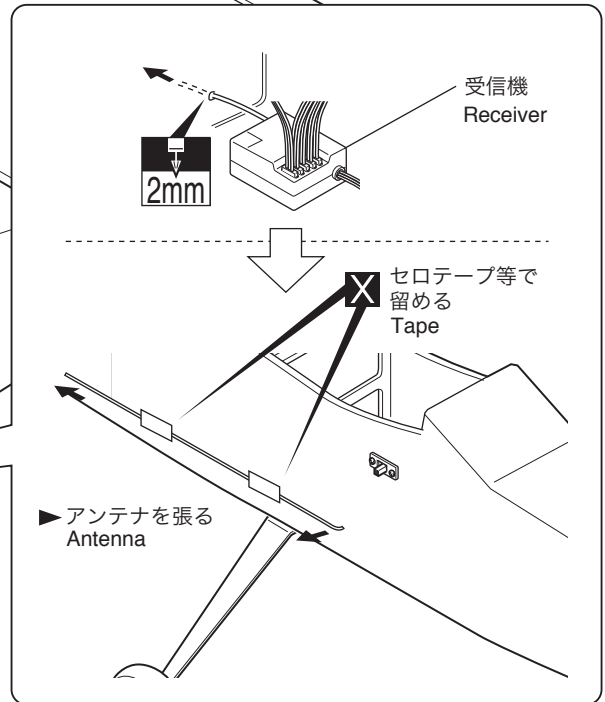 受信機
Receiver
2mm
X
セロテープ等で
留める
Tape
►アンテナを張る
Antenna